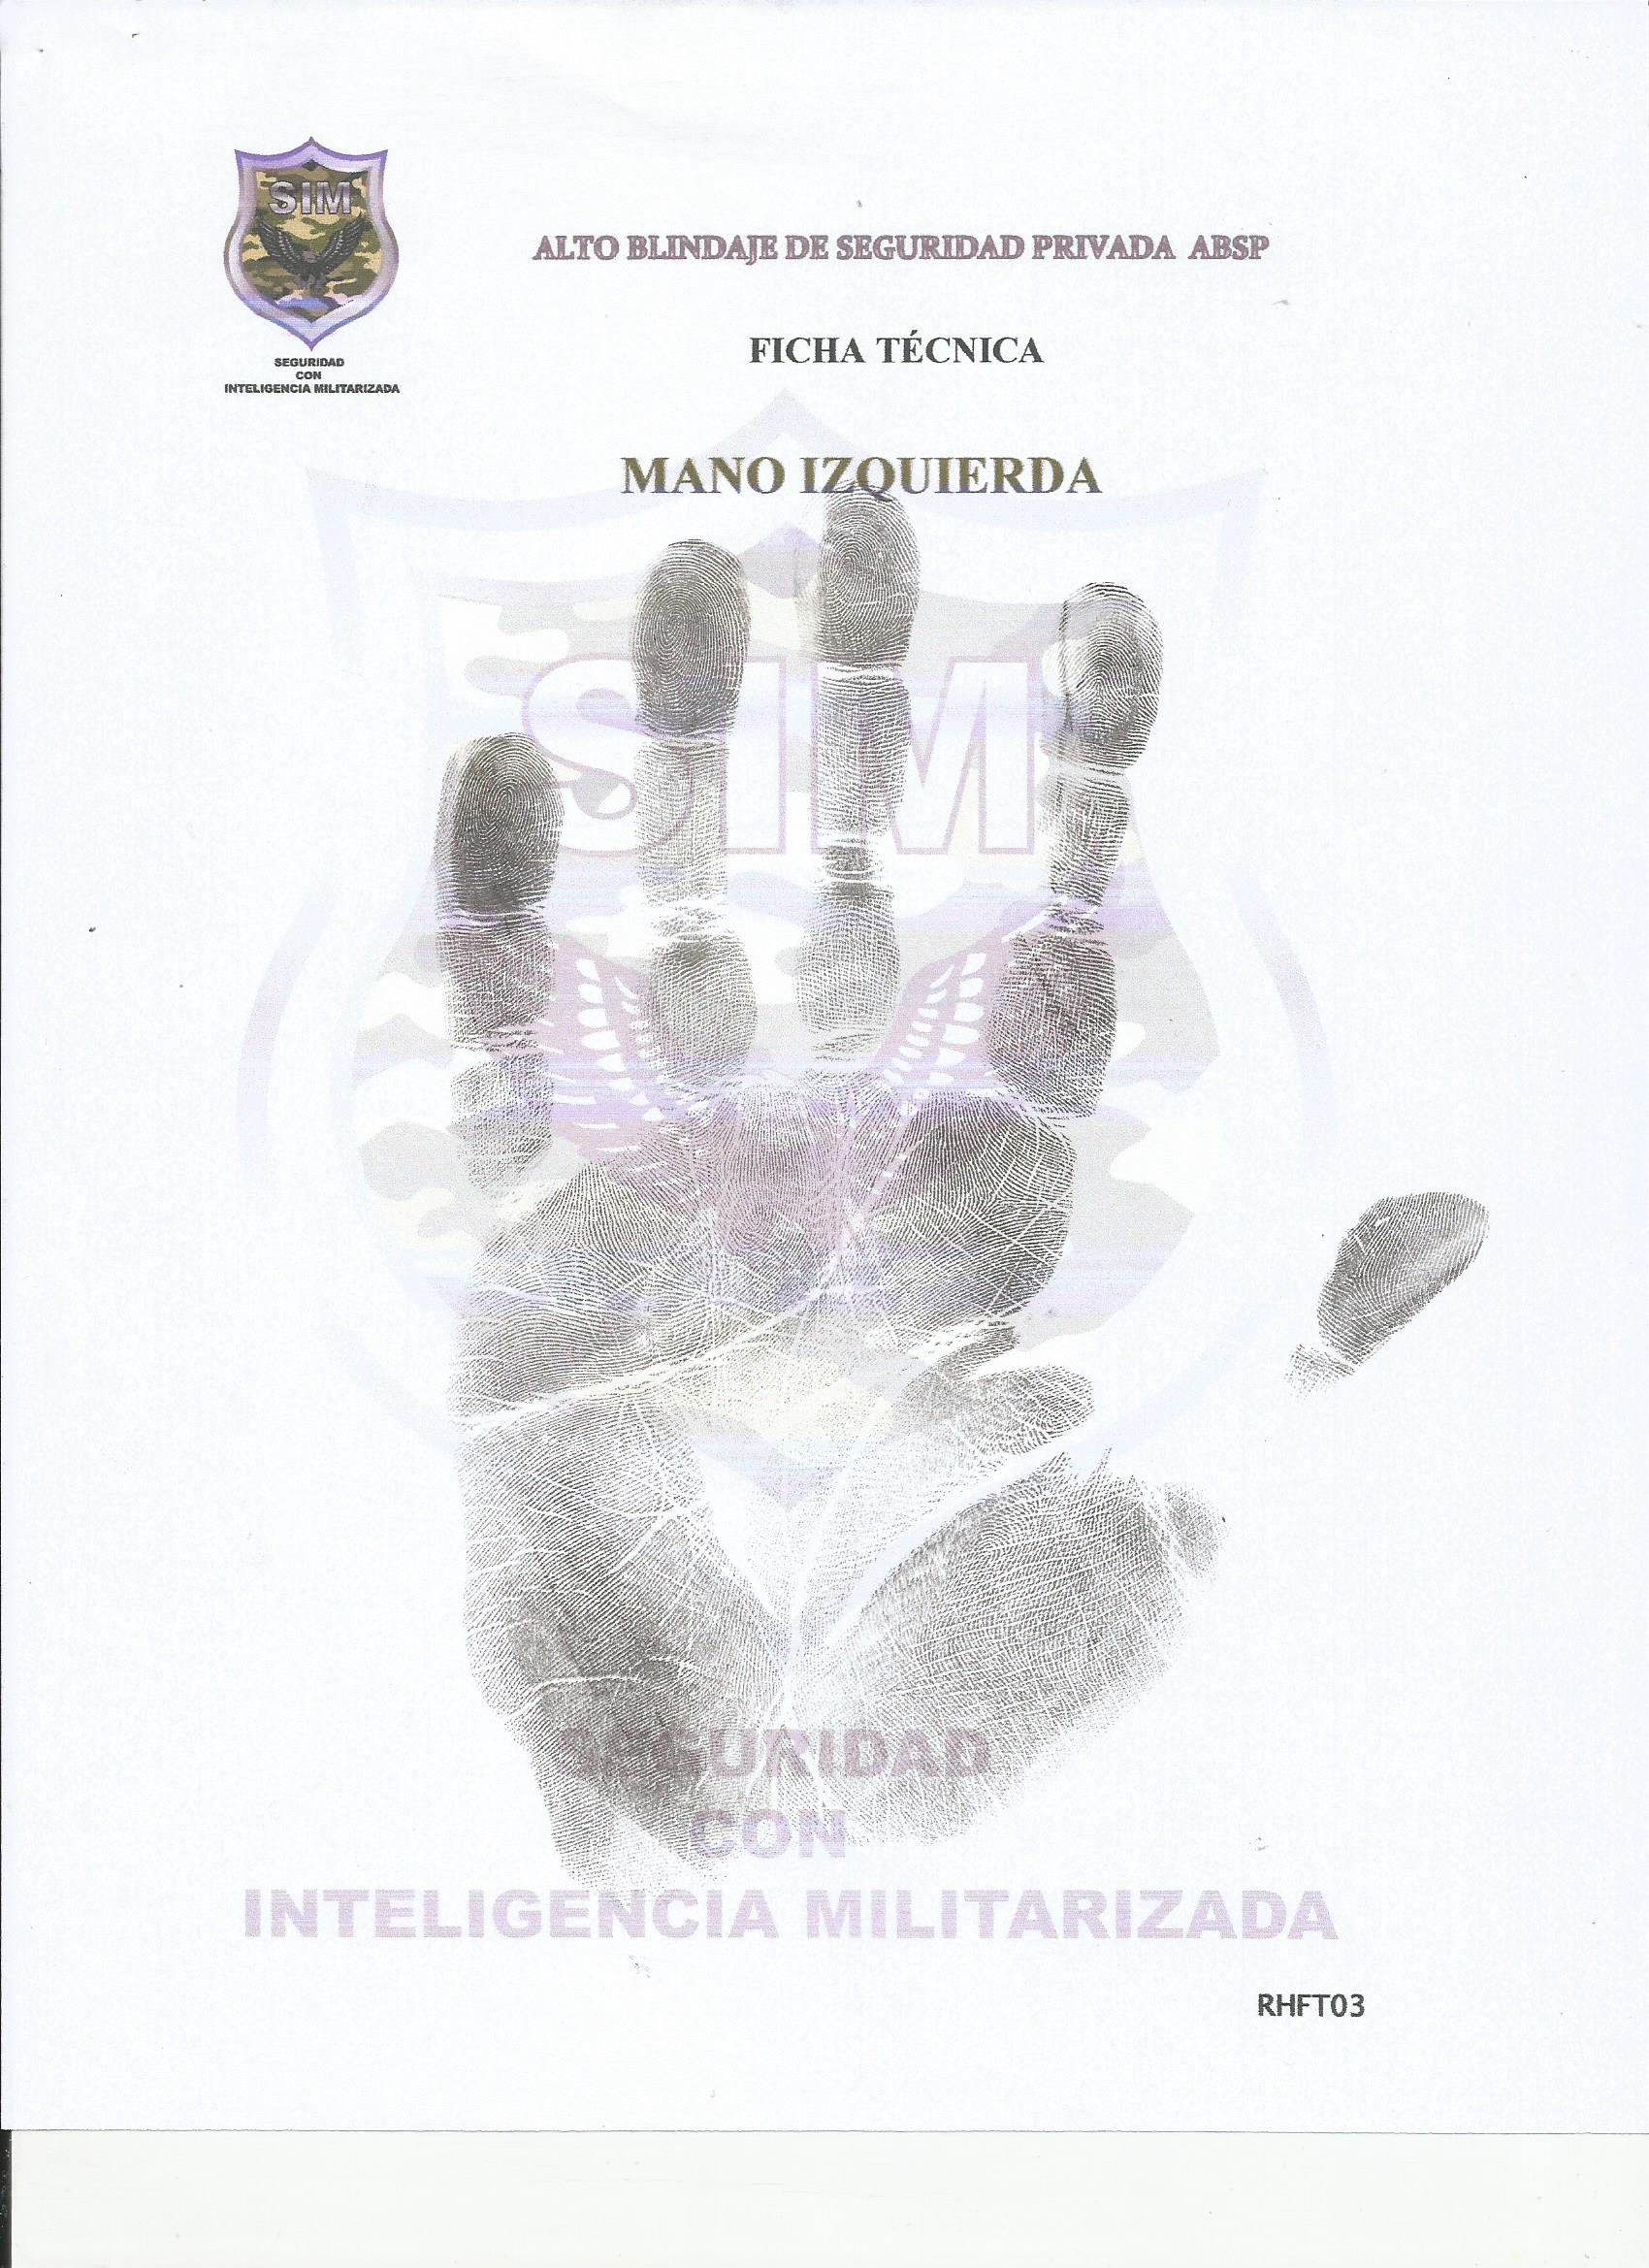 SIM
SEGURIDAD
CON
INTELIGENCIA MILITARIZADA
ALTO BLINDAJE DE SEGURIDAD PRIVADA ABSP
FICHA TÉCNICA
MANO IZQUIERDA
SIM
SEGURIDAD
CON
INTELIGENCIA MILITARIZADA
RHFT03